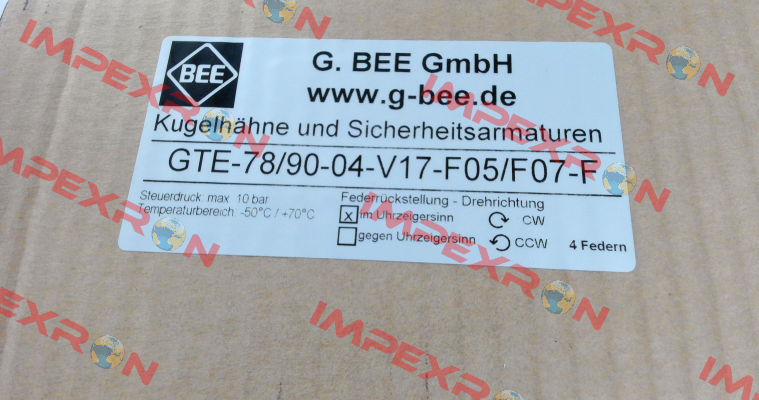 BEE
G. BEE GmbH
www.g-bee.de
Kugelhähne und Sicherheitsarmaturen
GTE-78/90-04-V17-F05/F07-F
Steuerdruck: max. 10 bar
Temperaturbereich: -50°C / +70°C
Federrückstellung - Drehrichtung
x im Uhrzeigersinn CW
gegen Uhrzeigersinn CCW
4 Federn
IMPEXRON
IMPEXRON
IMPEXRON
IMPEXRON
IMPEXRON
IMPEXRON
IMPEX